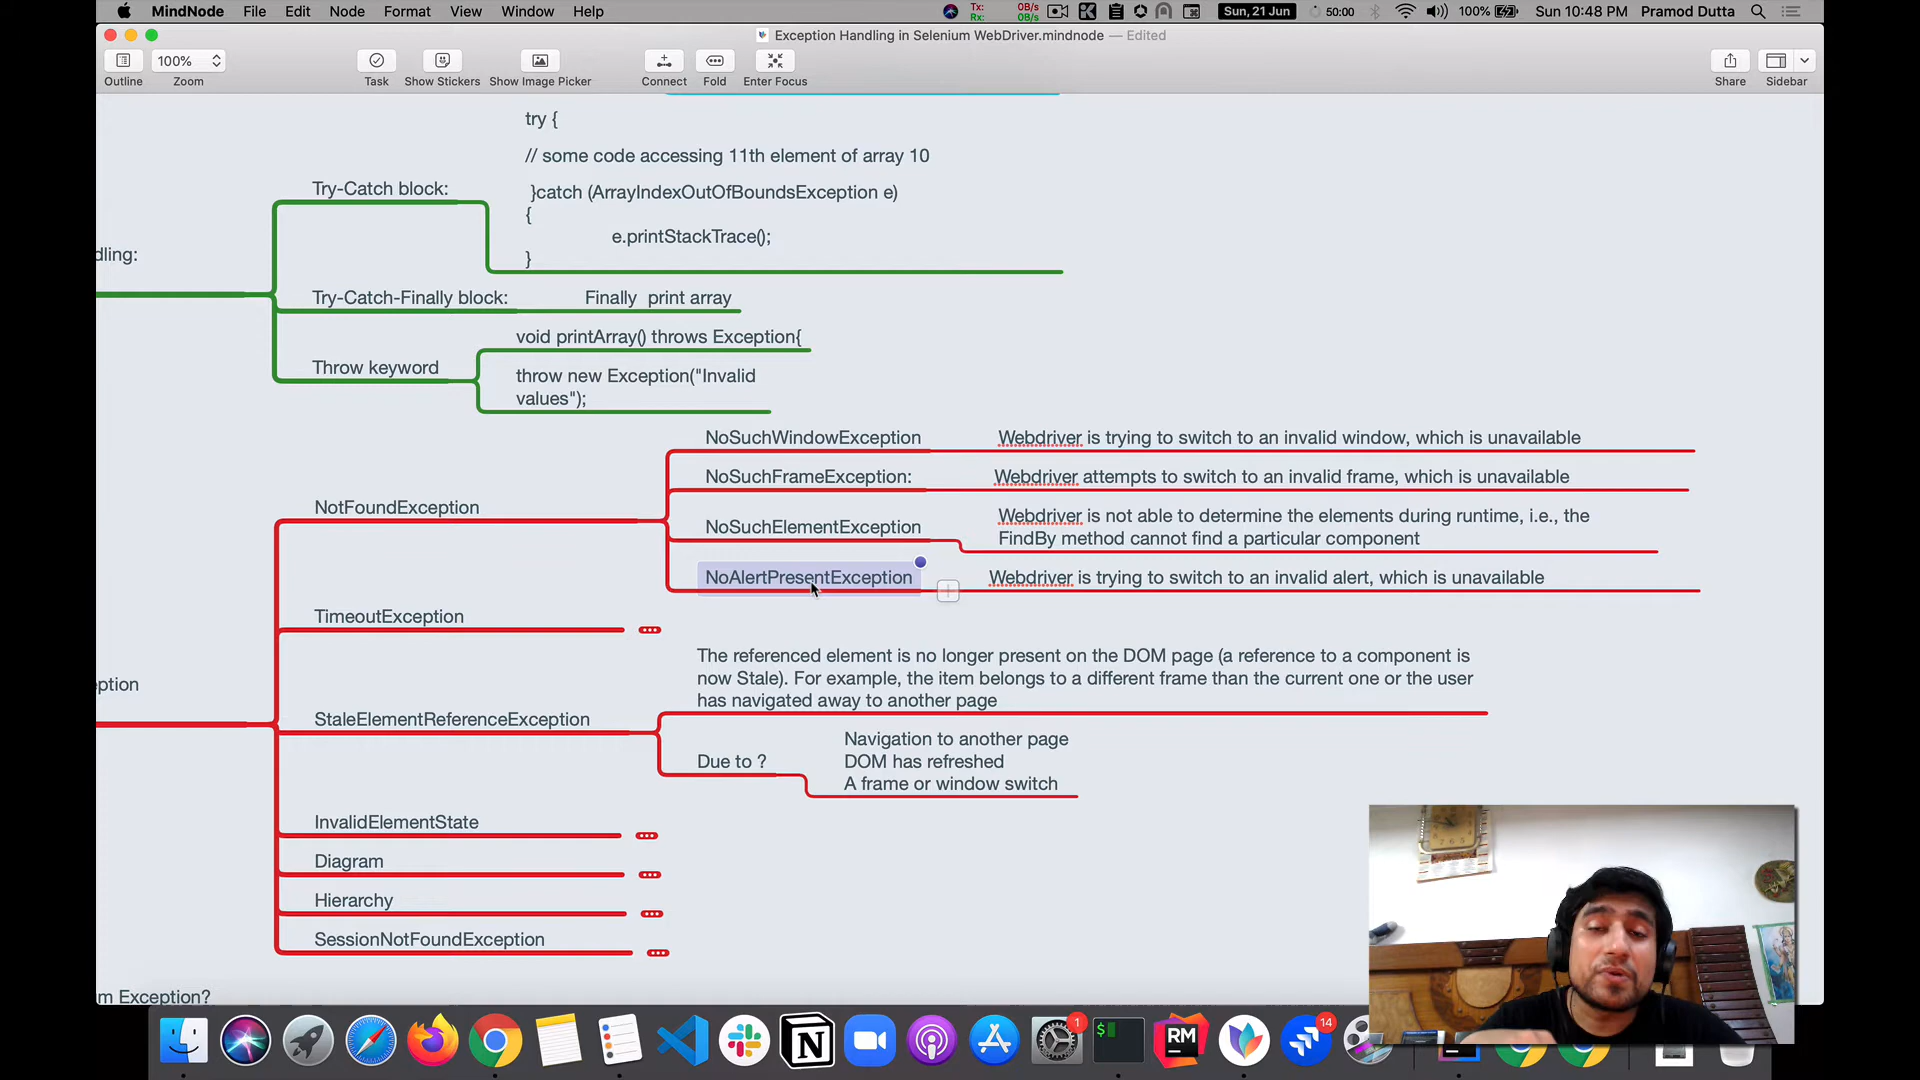 MindNode File Edit Node Format View Window Help
Tx: 0B/s
Rx: 0B/s
Sun, 21 Jun 50:00 100% Sun 10:48 PM Pramod Dutta
Exception Handling in Selenium WebDriver.mindnode — Edited
100%
Outline Zoom Task Show Stickers Show Image Picker Connect Fold Enter Focus Share Sidebar
try {
// some code accessing 11th element of array 10
Try-Catch block:
}catch (ArrayIndexOutOfBoundsException e)
{
e.printStackTrace();
}
dling:
Try-Catch-Finally block: Finally print array
void printArray() throws Exception{
Throw keyword
throw new Exception("Invalid
values");
NoSuchWindowException Webdriver is trying to switch to an invalid window, which is unavailable
NoSuchFrameException: Webdriver attempts to switch to an invalid frame, which is unavailable
NotFoundException
NoSuchElementException
Webdriver is not able to determine the elements during runtime, i.e., the
FindBy method cannot find a particular component
NoAlertPresentException Webdriver is trying to switch to an invalid alert, which is unavailable
TimeoutException
The referenced element is no longer present on the DOM page (a reference to a component is
now Stale). For example, the item belongs to a different frame than the current one or the user
has navigated away to another page
eption
StaleElementReferenceException
Due to ?
Navigation to another page
DOM has refreshed
A frame or window switch
InvalidElementState
Diagram
Hierarchy
SessionNotFoundException
m Exception?
1
$
RM
14